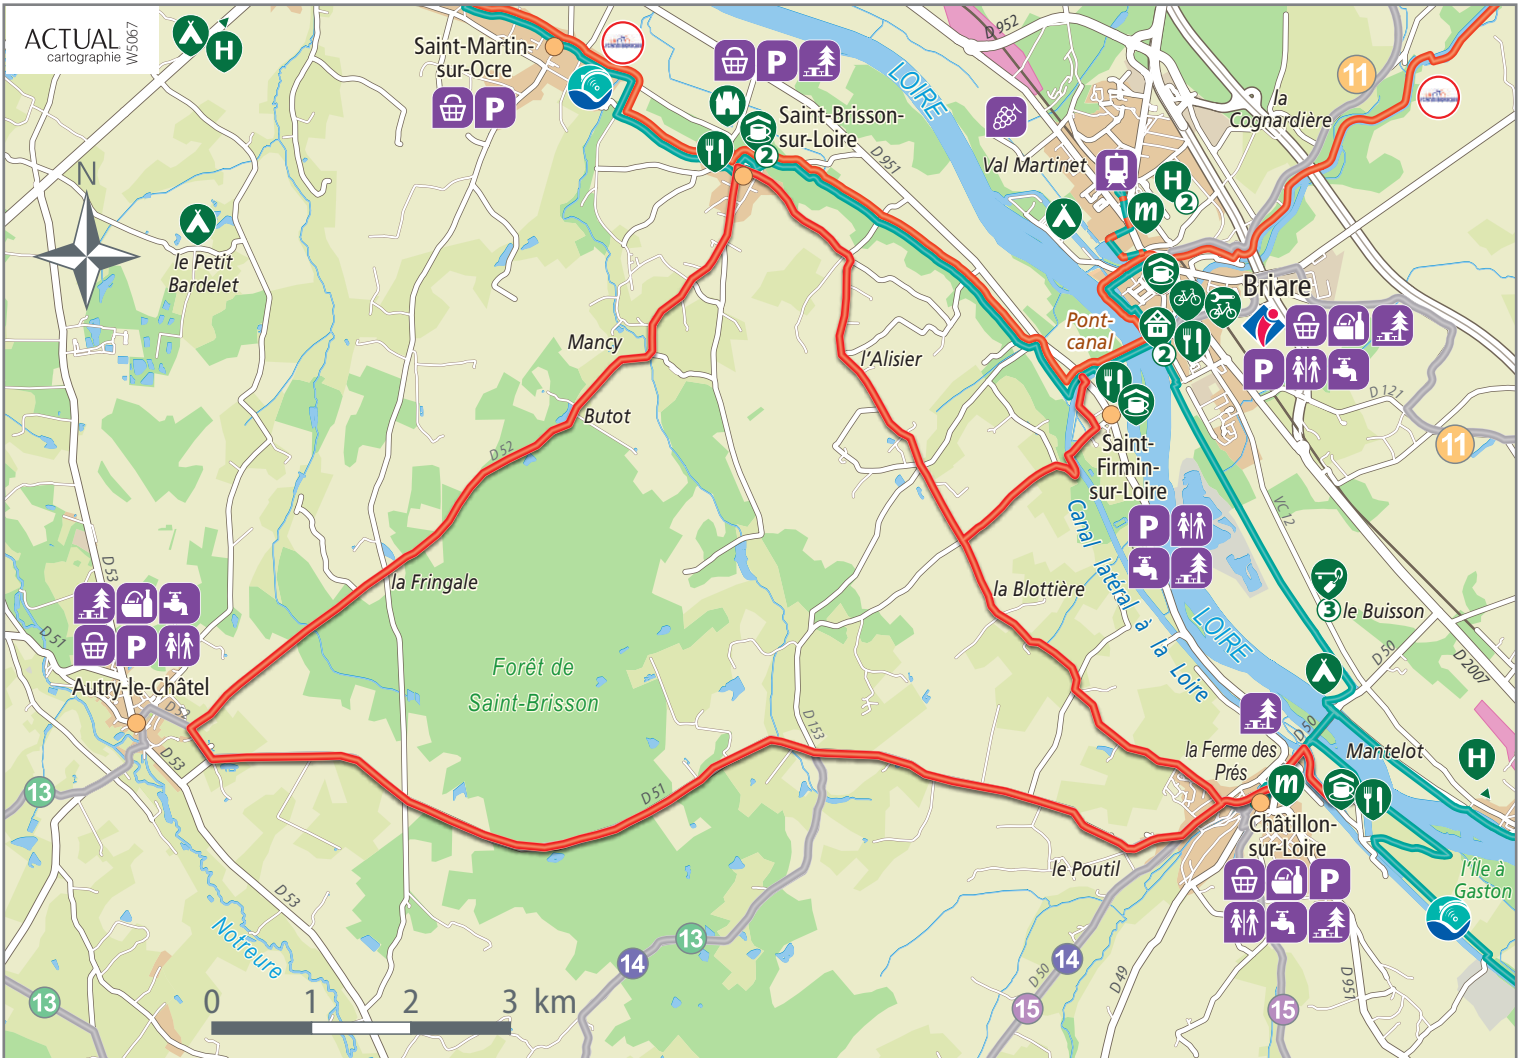 ACTUAL
cartographie
W5067
H
Saint-Martin-
sur-Ocre
P
P
Saint-Brisson-
sur-Loire
2
LOIRE
D 952
11
la
Cognardière
D 951
Val Martinet
H
2
m
N
le Petit
Bardelet
Briare
Pont-
canal
2
P
D 121
11
Mancy
l'Alisier
Butot
D 52
Saint-
Firmin-
sur-Loire
P
VC 12
Canal latéral à la Loire
LOIRE
la Fringale
la Blottière
D 53
D 51
P
3
le Buisson
D 50
D 2007
Forêt de
Saint-Brisson
Autry-le-Châtel
D 52
D 53
D 153
D 50
la Ferme des
Prés
Mantelot
H
m
13
D 51
Châtillon-
sur-Loire
le Poutil
P
l'Île à
Gaston
D 53
Notreure
13
14
14
D 50
D 49
D 951
15
15
13
0 1 2 3 km